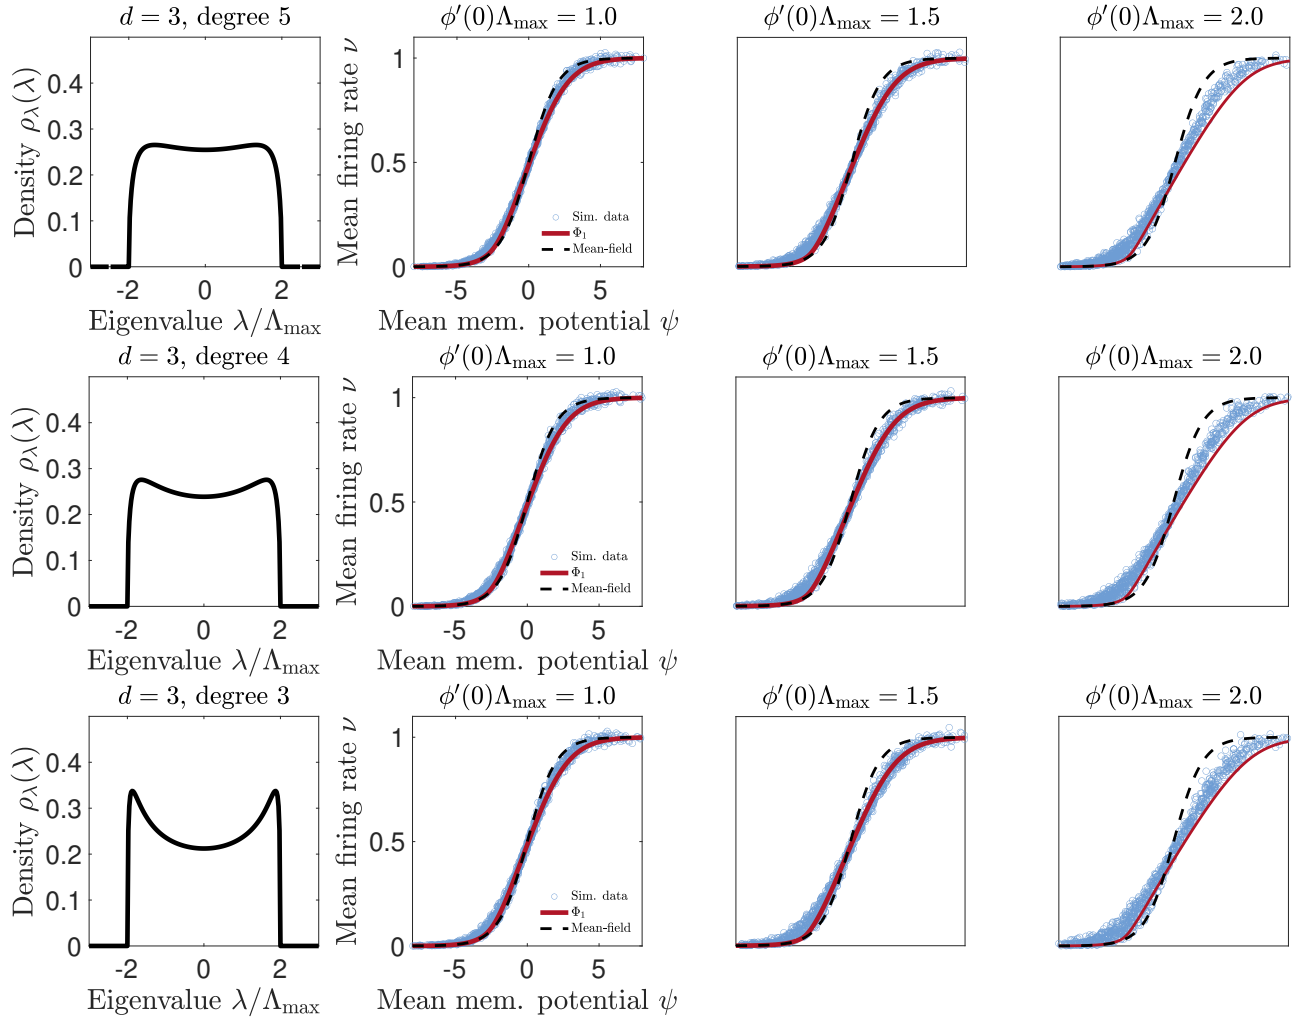 d = 3, degree 5
ϕ′(0)Λmax = 1.0
ϕ′(0)Λmax = 1.5
ϕ′(0)Λmax = 2.0
Density ρλ(λ)
0.4
0.3
0.2
0.1
0
-2 0 2
Eigenvalue λ/Λmax
Mean firing rate ν
1
0.5
0
-5 0 5
Mean mem. potential ψ
Sim. data
Φ1
Mean-field
d = 3, degree 4
ϕ′(0)Λmax = 1.0
ϕ′(0)Λmax = 1.5
ϕ′(0)Λmax = 2.0
Density ρλ(λ)
0.4
0.3
0.2
0.1
0
-2 0 2
Eigenvalue λ/Λmax
Mean firing rate ν
1
0.5
0
-5 0 5
Mean mem. potential ψ
Sim. data
Φ1
Mean-field
d = 3, degree 3
ϕ′(0)Λmax = 1.0
ϕ′(0)Λmax = 1.5
ϕ′(0)Λmax = 2.0
Density ρλ(λ)
0.4
0.3
0.2
0.1
0
-2 0 2
Eigenvalue λ/Λmax
Mean firing rate ν
1
0.5
0
-5 0 5
Mean mem. potential ψ
Sim. data
Φ1
Mean-field